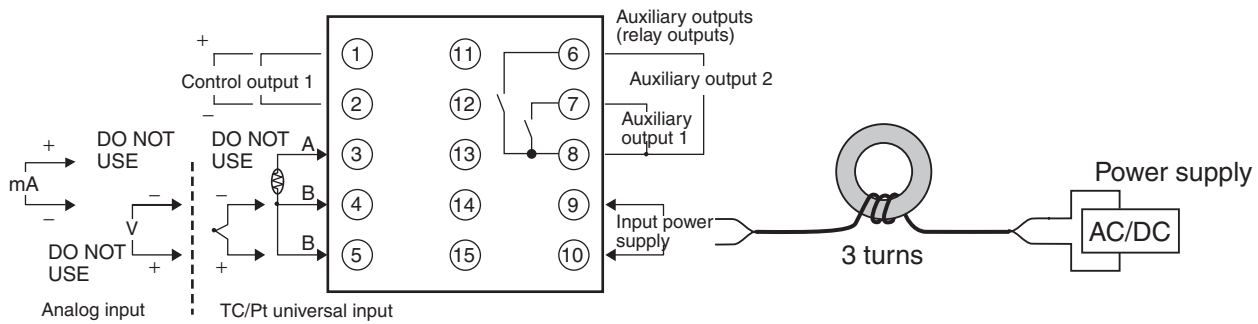 Auxiliary outputs
(relay outputs)
+
1
11
6
Control output 1
Auxiliary output 2
2
12
7
−
DO NOT
USE
DO NOT
USE
A
Auxiliary
output 1
+
3
13
8
mA
Power supply
−
−
−
B
4
14
9
V
Input power
supply
AC/DC
DO NOT
USE
+
+
B
5
15
10
3 turns
Analog input
TC/Pt universal input